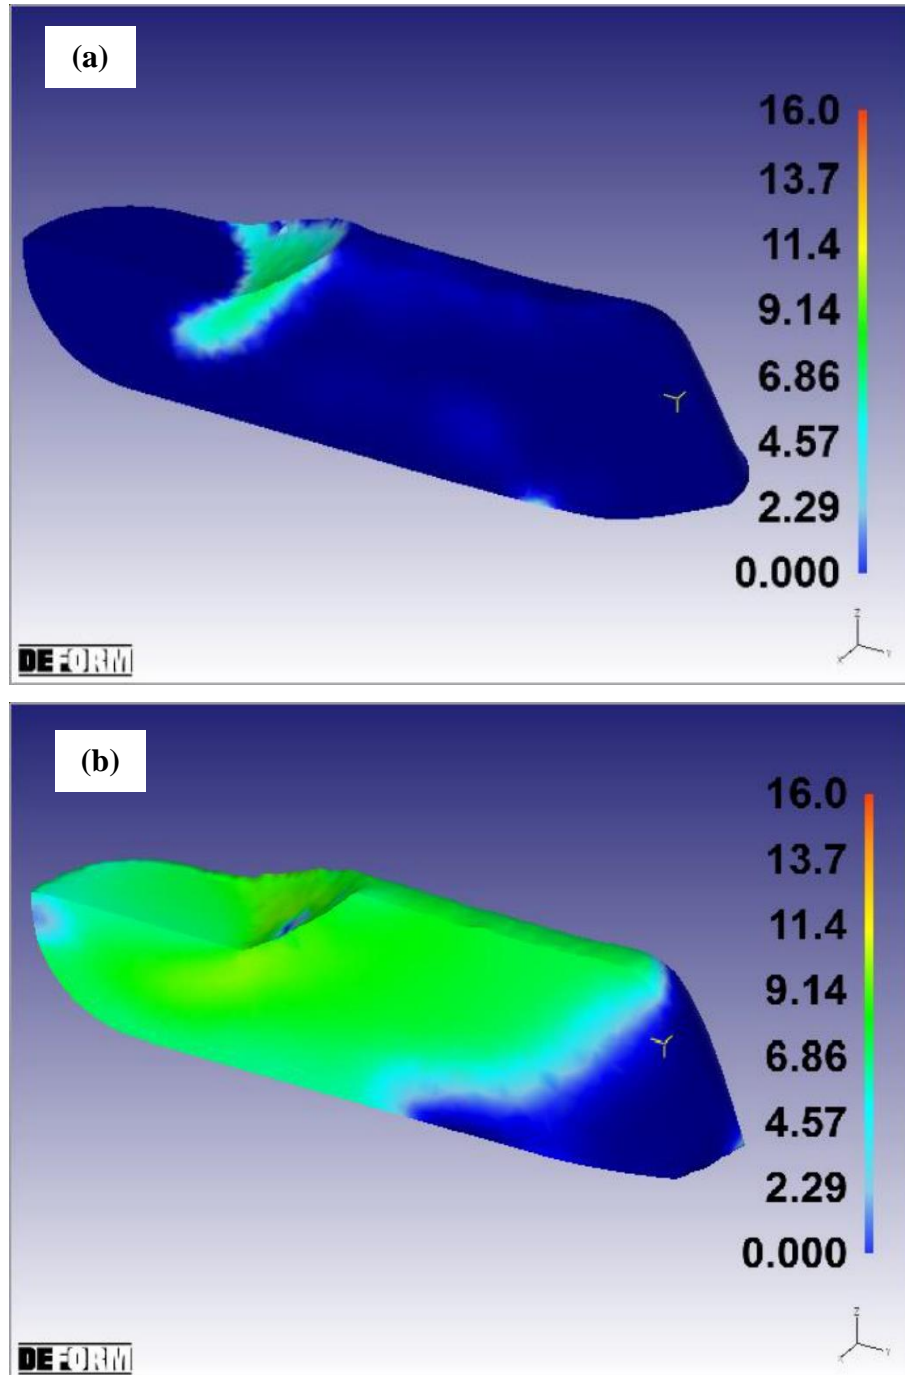 (a)
16.0
13.7
11.4
9.14
6.86
4.57
2.29
0.000
Z
X
Y
DEFORM
(b)
16.0
13.7
11.4
9.14
6.86
4.57
2.29
0.000
Z
X
Y
DEFORM